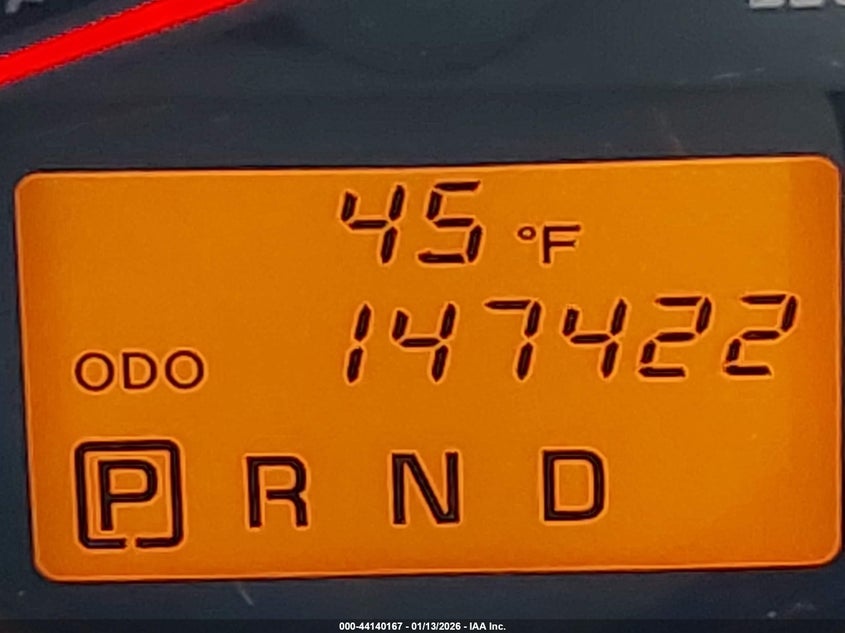 45 °F
ODO 147422
P R N D
000-44140167 - 01/13/2026 - IAA Inc.